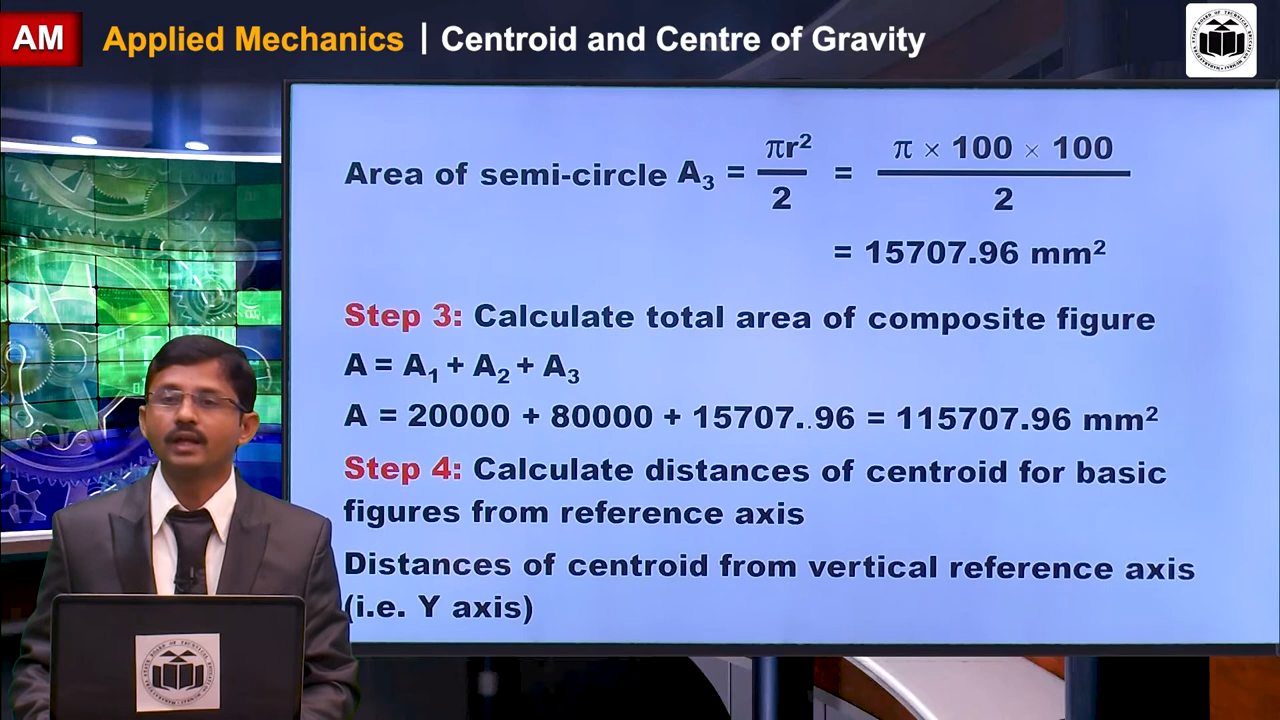 AM Applied Mechanics | Centroid and Centre of Gravity
Area of semi-circle A₃ = πr²/2 = π × 100 × 100/2
= 15707.96 mm²
Step 3: Calculate total area of composite figure
A = A₁ + A₂ + A₃
A = 20000 + 80000 + 15707..96 = 115707.96 mm²
Step 4: Calculate distances of centroid for basic
figures from reference axis
Distances of centroid from vertical reference axis
(i.e. Y axis)